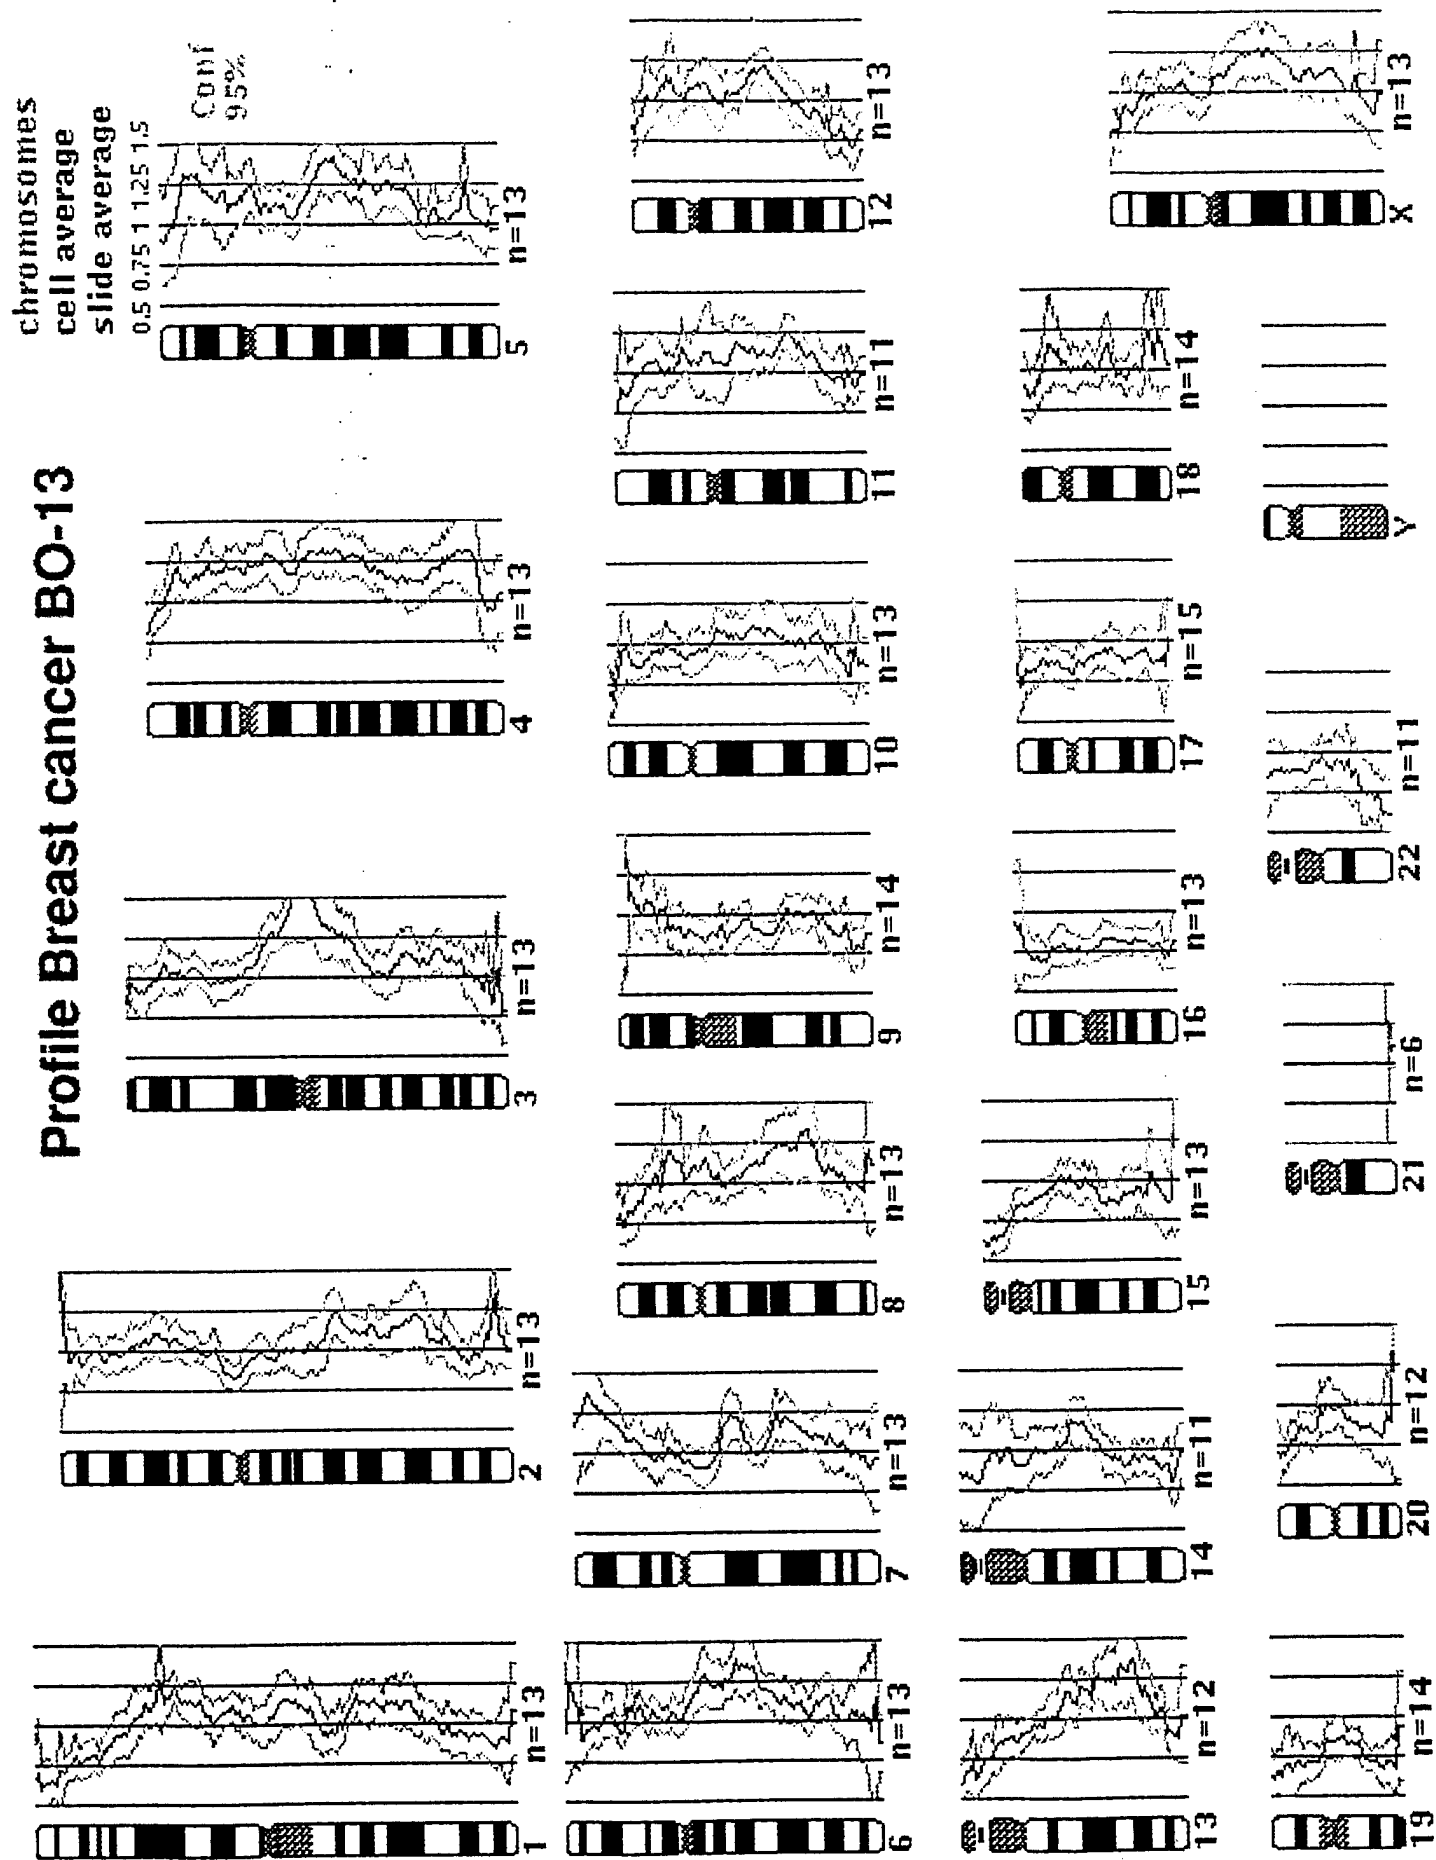 Profile Breast cancer BO-13
chromosomes
cell average
slide average
0.5 0.75 1 1.25 1.5
Conf
95%
1
n=13
2
n=13
3
n=13
4
n=13
5
n=13
6
n=13
7
n=13
8
n=13
9
n=14
10
n=13
11
n=11
12
n=13
13
n=12
14
n=11
15
n=13
16
n=13
17
n=15
18
n=14
X
n=13
19
n=14
20
n=12
21
n=6
22
n=11
Y